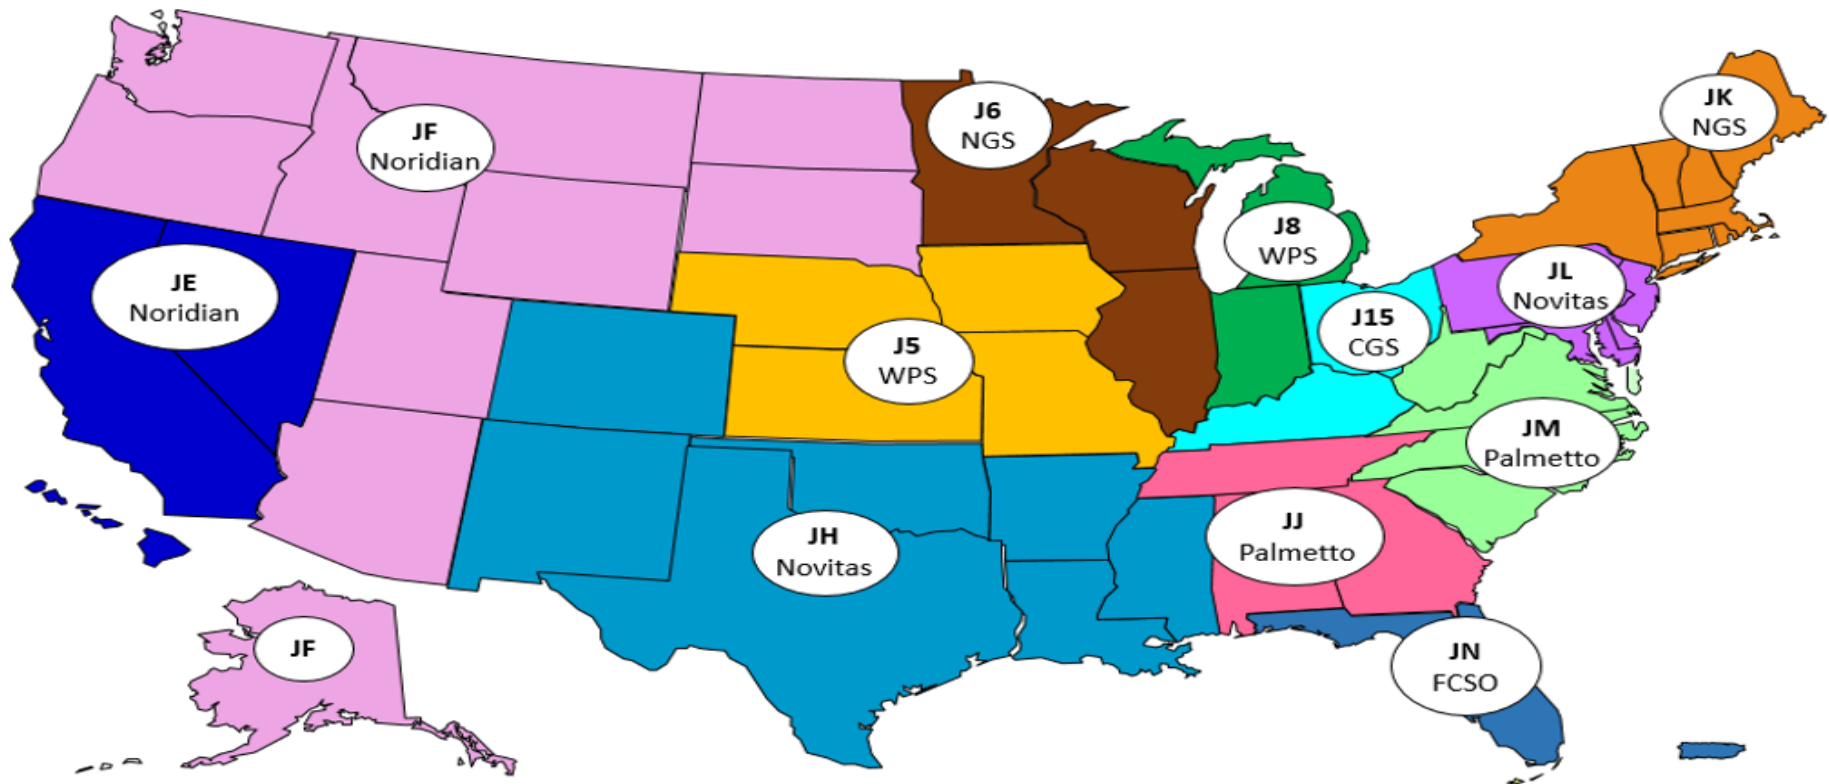 JF
Noridian
J6
NGS
JK
NGS
J8
WPS
JE
Noridian
JL
Novitas
J15
CGS
J5
WPS
JM
Palmetto
JH
Novitas
JJ
Palmetto
JF
JN
FCSO